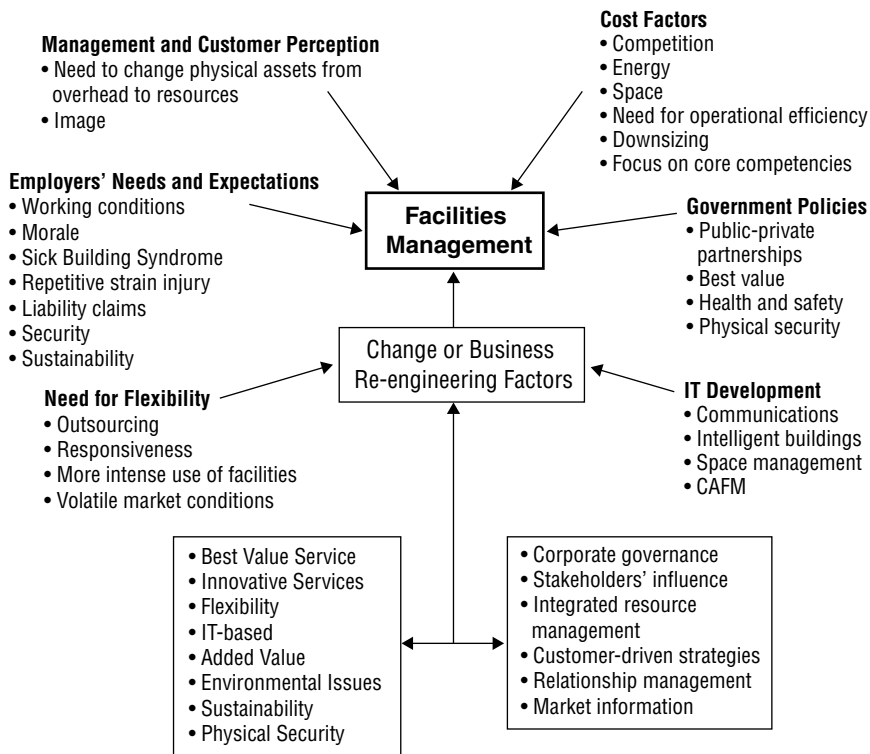 Management and Customer Perception
• Need to change physical assets from
overhead to resources
• Image
Cost Factors
• Competition
• Energy
• Space
• Need for operational efficiency
• Downsizing
• Focus on core competencies
Employers’ Needs and Expectations
• Working conditions
• Morale
• Sick Building Syndrome
• Repetitive strain injury
• Liability claims
• Security
• Sustainability
Facilities
Management
Government Policies
• Public-private
partnerships
• Best value
• Health and safety
• Physical security
Change or Business
Re-engineering Factors
Need for Flexibility
• Outsourcing
• Responsiveness
• More intense use of facilities
• Volatile market conditions
IT Development
• Communications
• Intelligent buildings
• Space management
• CAFM
• Best Value Service
• Innovative Services
• Flexibility
• IT-based
• Added Value
• Environmental Issues
• Sustainability
• Physical Security
• Corporate governance
• Stakeholders’ influence
• Integrated resource
management
• Customer-driven strategies
• Relationship management
• Market information